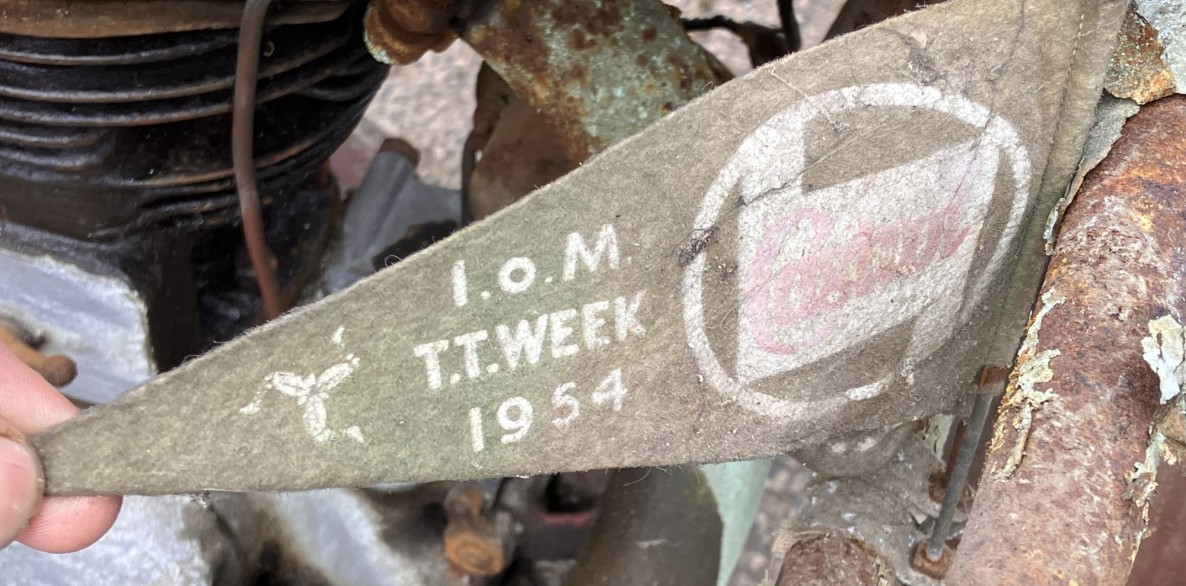 I.O.M.
T.T. WEEK
1954
Castrol